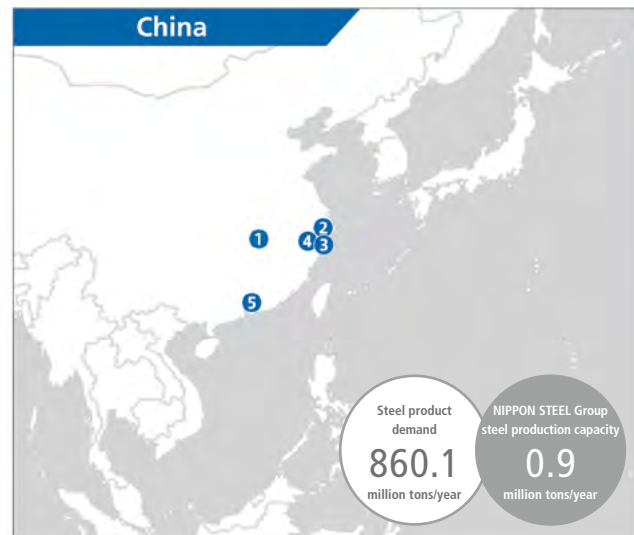 China
1
2
4
3
5
Steel product
demand
860.1
million tons/year
NIPPON STEEL Group
steel production capacity
0.9
million tons/year